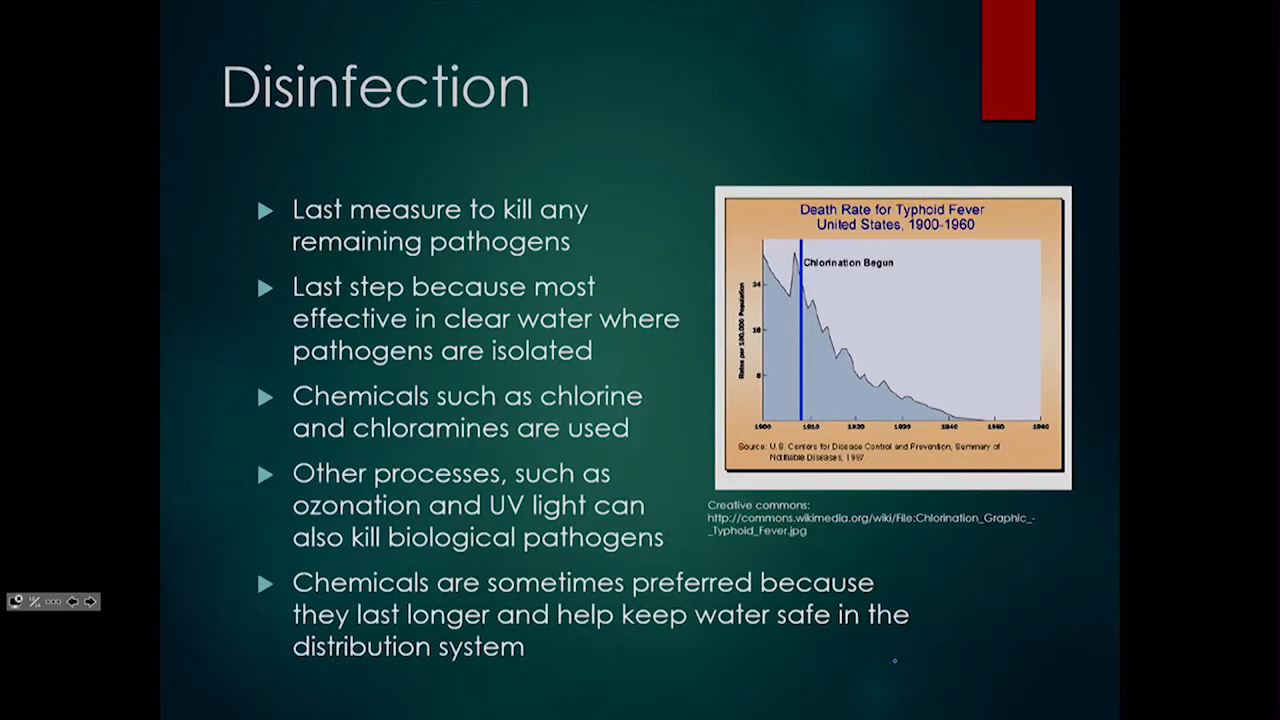 Disinfection
Last measure to kill any
remaining pathogens
Last step because most
effective in clear water where
pathogens are isolated
Chemicals such as chlorine
and chloramines are used
Other processes, such as
ozonation and UV light can
also kill biological pathogens
Chemicals are sometimes preferred because
they last longer and help keep water safe in the
distribution system
Death Rate for Typhoid Fever
United States, 1900-1960
Chlorination Begun
Rates per 100,000 Population
24
16
8
1900 1910 1920 1930 1940 1950 1960
Source: U.S. Centers for Disease Control and Prevention, Summary of
Notifiable Diseases, 1997
Creative commons:
http://commons.wikimedia.org/wiki/File:Chlorination_Graphic_-
_Typhoid_Fever.jpg